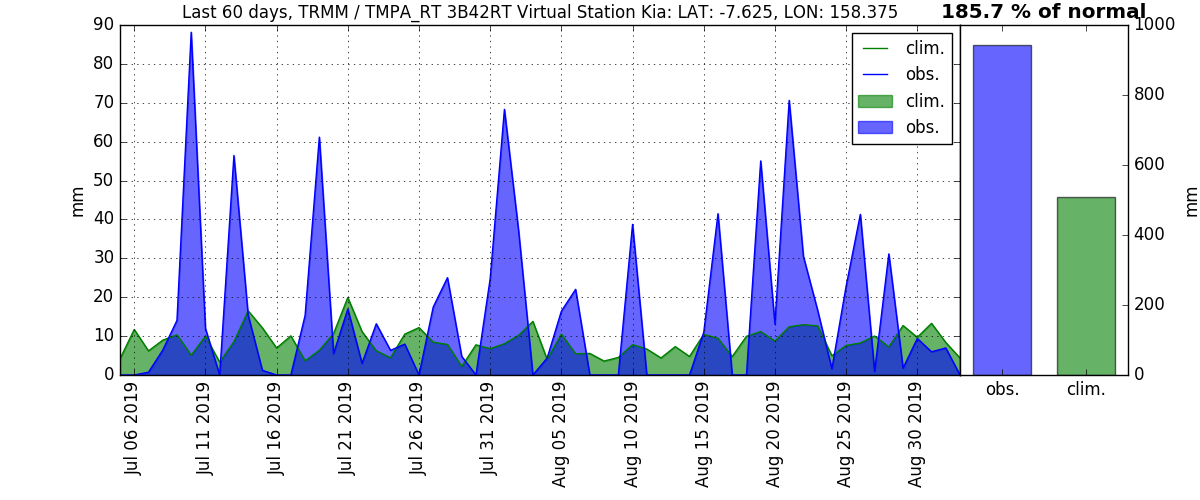 Last 60 days, TRMM / TMPA_RT 3B42RT Virtual Station Kia: LAT: -7.625, LON: 158.375
185.7 % of normal
90
80
70
60
50
40
30
20
10
0
mm
clim.
obs.
clim.
obs.
1000
800
600
400
200
0
mm
obs.
clim.
Jul 06 2019
Jul 11 2019
Jul 16 2019
Jul 21 2019
Jul 26 2019
Jul 31 2019
Aug 05 2019
Aug 10 2019
Aug 15 2019
Aug 20 2019
Aug 25 2019
Aug 30 2019